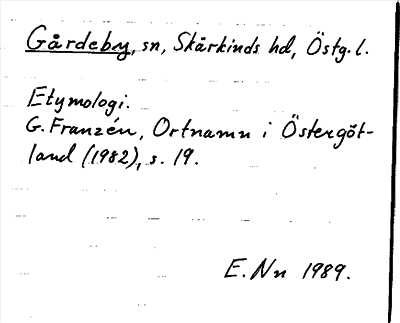 Gårdeby, sn, Skärkinds hd, Östg. l.
Etymologi.
G. Franzén, Ortnamn i Östergöt-
land (1982), s. 19.
E. Nn 1989.